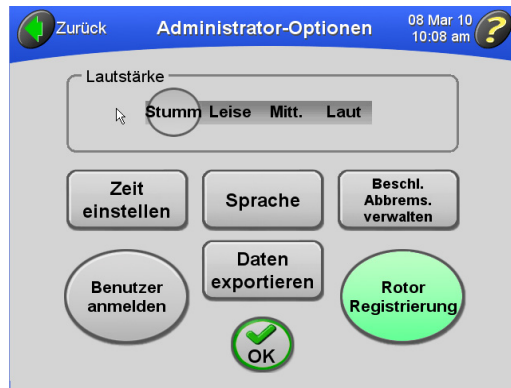 Zurück
Administrator-Optionen
08 Mar 10
10:08 am
?
Lautstärke
Stumm Leise Mitt. Laut
Zeit
einstellen
Sprache
Beschl.
Abbrems.
verwalten
Benutzer
anmelden
Daten
exportieren
Rotor
Registrierung
OK